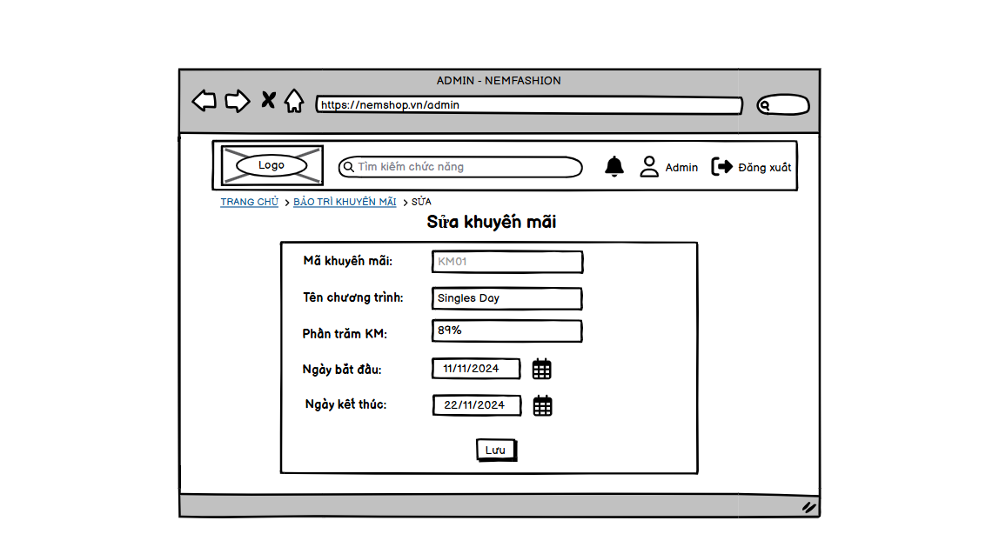 ADMIN - NEMFASHION
https://nemshop.vn/admin
Logo Tìm kiếm chức năng Admin Đăng xuất
TRANG CHỦ > BẢO TRÌ KHUYẾN MÃI > SỬA
Sửa khuyến mãi
Mã khuyến mãi: KM01
Tên chương trình: Singles Day
Phần trăm KM: 89%
Ngày bắt đầu: 11/11/2024
Ngày kết thúc: 22/11/2024
Lưu